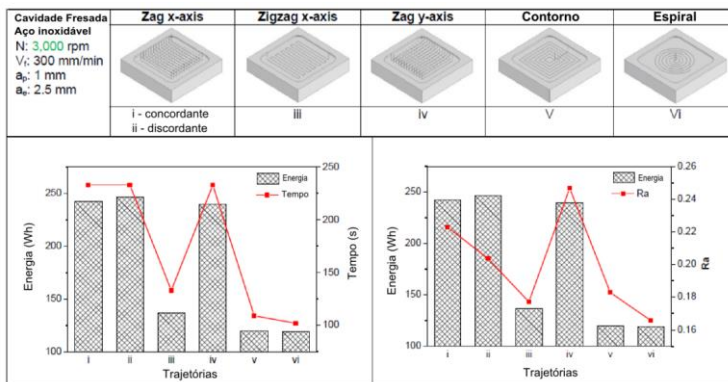 Cavidade Fresada
Aço inoxidável
N: 3,000 rpm
Vf: 300 mm/min
ap: 1 mm
ae: 2.5 mm
Zag x-axis
Zigzag x-axis
Zag y-axis
Contorno
Espiral
i - concordante
ii - discordante
iii
iv
V
Vi
Energia (Wh)
250
200
150
100
Energia
Tempo
250
200
150
100
Tempo (s)
i ii iii iv v vi
Trajetórias
Energia (Wh)
250
200
150
100
Energia
Ra
0.26
0.24
0.22
0.20
0.18
0.16
Ra
i ii iii iv v vi
Trajetórias